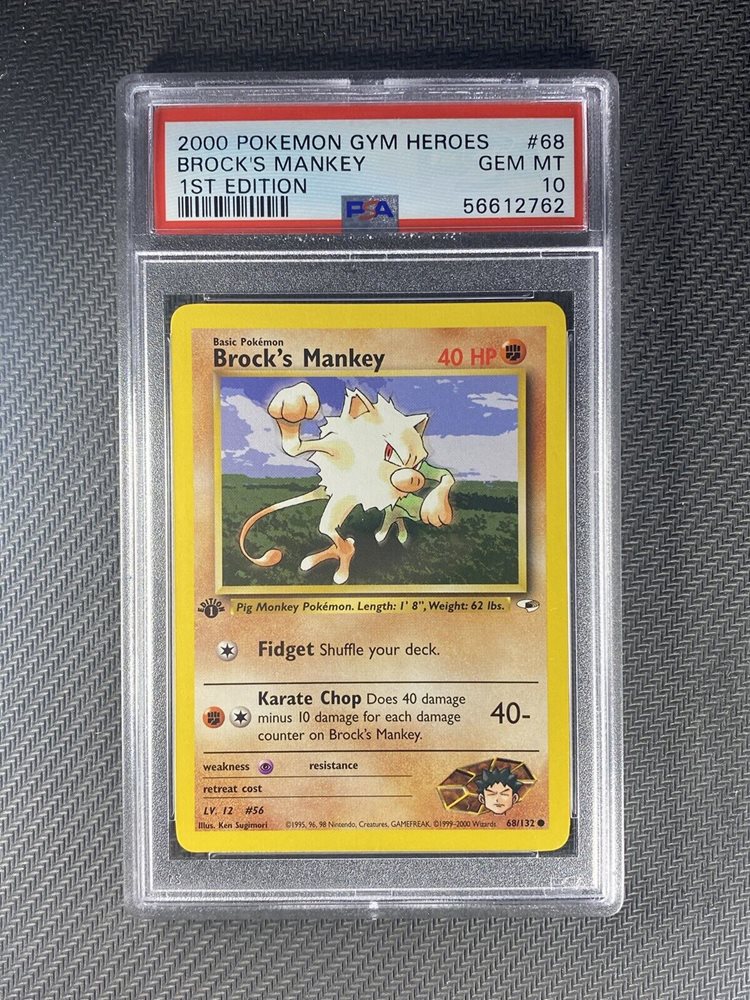 2000 POKEMON GYM HEROES #68
BROCK'S MANKEY GEM MT
1ST EDITION 10
PSA 56612762
Basic Pokémon
Brock's Mankey 40 HP
EDITION 1
Pig Monkey Pokémon. Length: 1' 8", Weight: 62 lbs.
Fidget Shuffle your deck.
Karate Chop Does 40 damage
minus 10 damage for each damage 40-
counter on Brock's Mankey.
weakness resistance
retreat cost
LV. 12 #56
Illus. Ken Sugimori ©1995, 96, 98 Nintendo, Creatures, GAMEFREAK. ©1999-2000 Wizards. 68/132